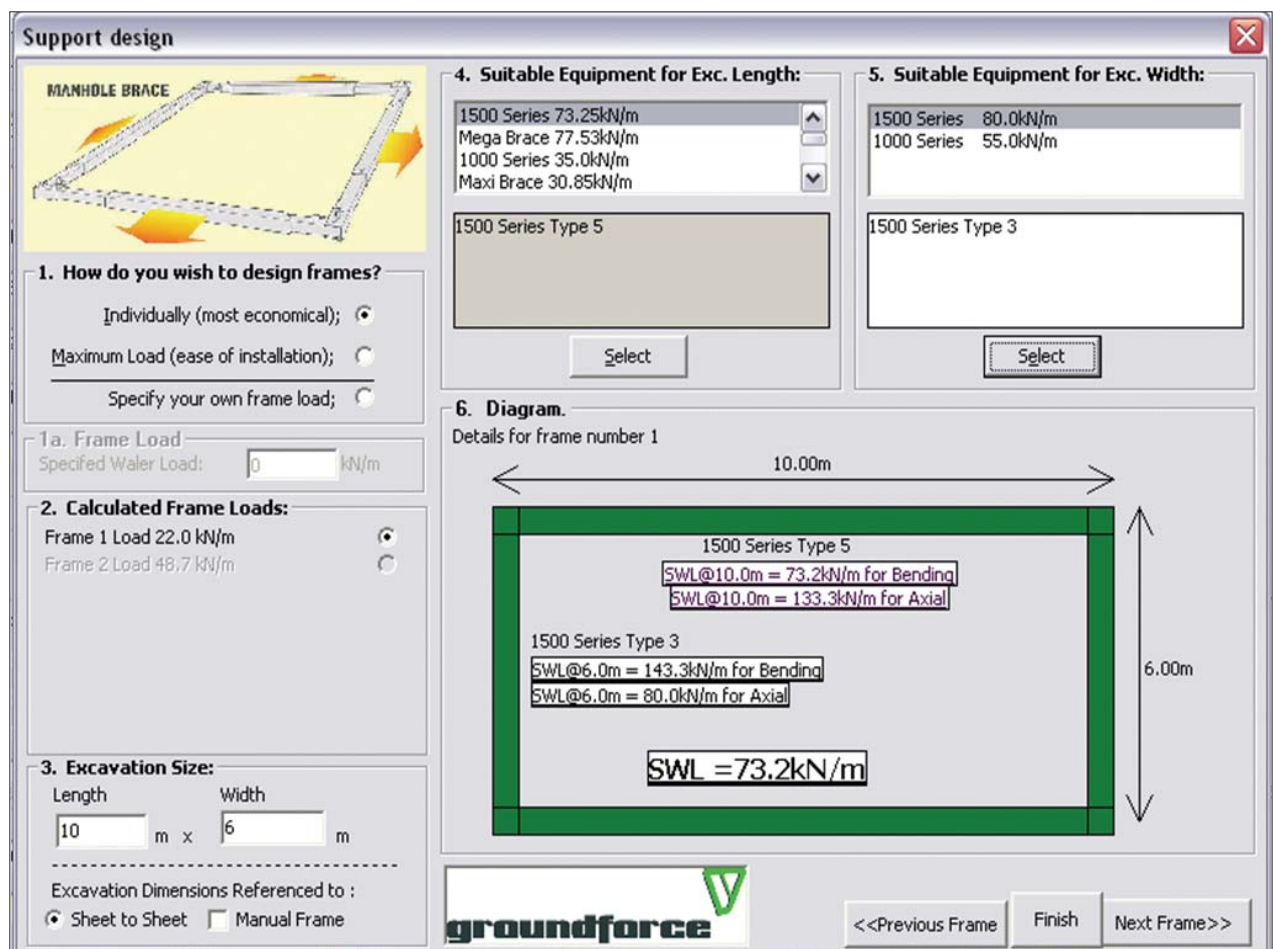 Support design
MANHOLE BRACE
1. How do you wish to design frames?
Individually (most economical);
Maximum Load (ease of installation);
Specify your own frame load;
1a. Frame Load
Specifed Waler Load: 0 kN/m
2. Calculated Frame Loads:
Frame 1 Load 22.0 kN/m
Frame 2 Load 48.7 kN/m
3. Excavation Size:
Length Width
10 m x 6 m
Excavation Dimensions Referenced to :
Sheet to Sheet Manual Frame
4. Suitable Equipment for Exc. Length:
1500 Series 73.25kN/m
Mega Brace 77.53kN/m
1000 Series 35.0kN/m
Maxi Brace 30.85kN/m
1500 Series Type 5
Select
5. Suitable Equipment for Exc. Width:
1500 Series 80.0kN/m
1000 Series 55.0kN/m
1500 Series Type 3
Select
6. Diagram.
Details for frame number 1
10.00m
1500 Series Type 5
SWL@10.0m = 73.2kN/m for Bending
SWL@10.0m = 133.3kN/m for Axial
1500 Series Type 3
SWL@6.0m = 143.3kN/m for Bending
SWL@6.0m = 80.0kN/m for Axial
6.00m
SWL =73.2kN/m
groundforce
<<Previous Frame Finish Next Frame>>